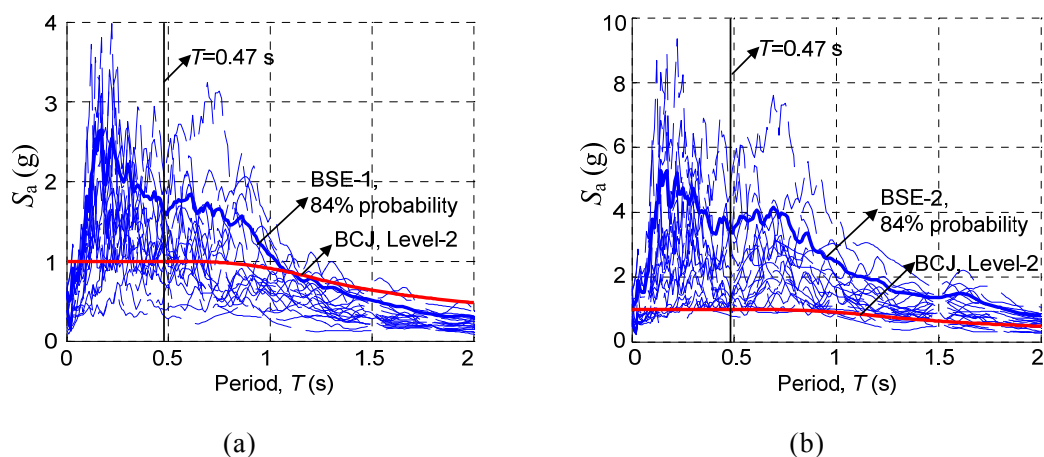 4
3
2
1
0
0
0.5
1
1.5
2
Sa (g)
Period, T (s)
T=0.47 s
BSE-1,
84% probability
BCJ, Level-2
(a)
10
8
6
4
2
0
0
0.5
1
1.5
2
Sa (g)
Period, T (s)
T=0.47 s
BSE-2,
84% probability
BCJ, Level-2
(b)